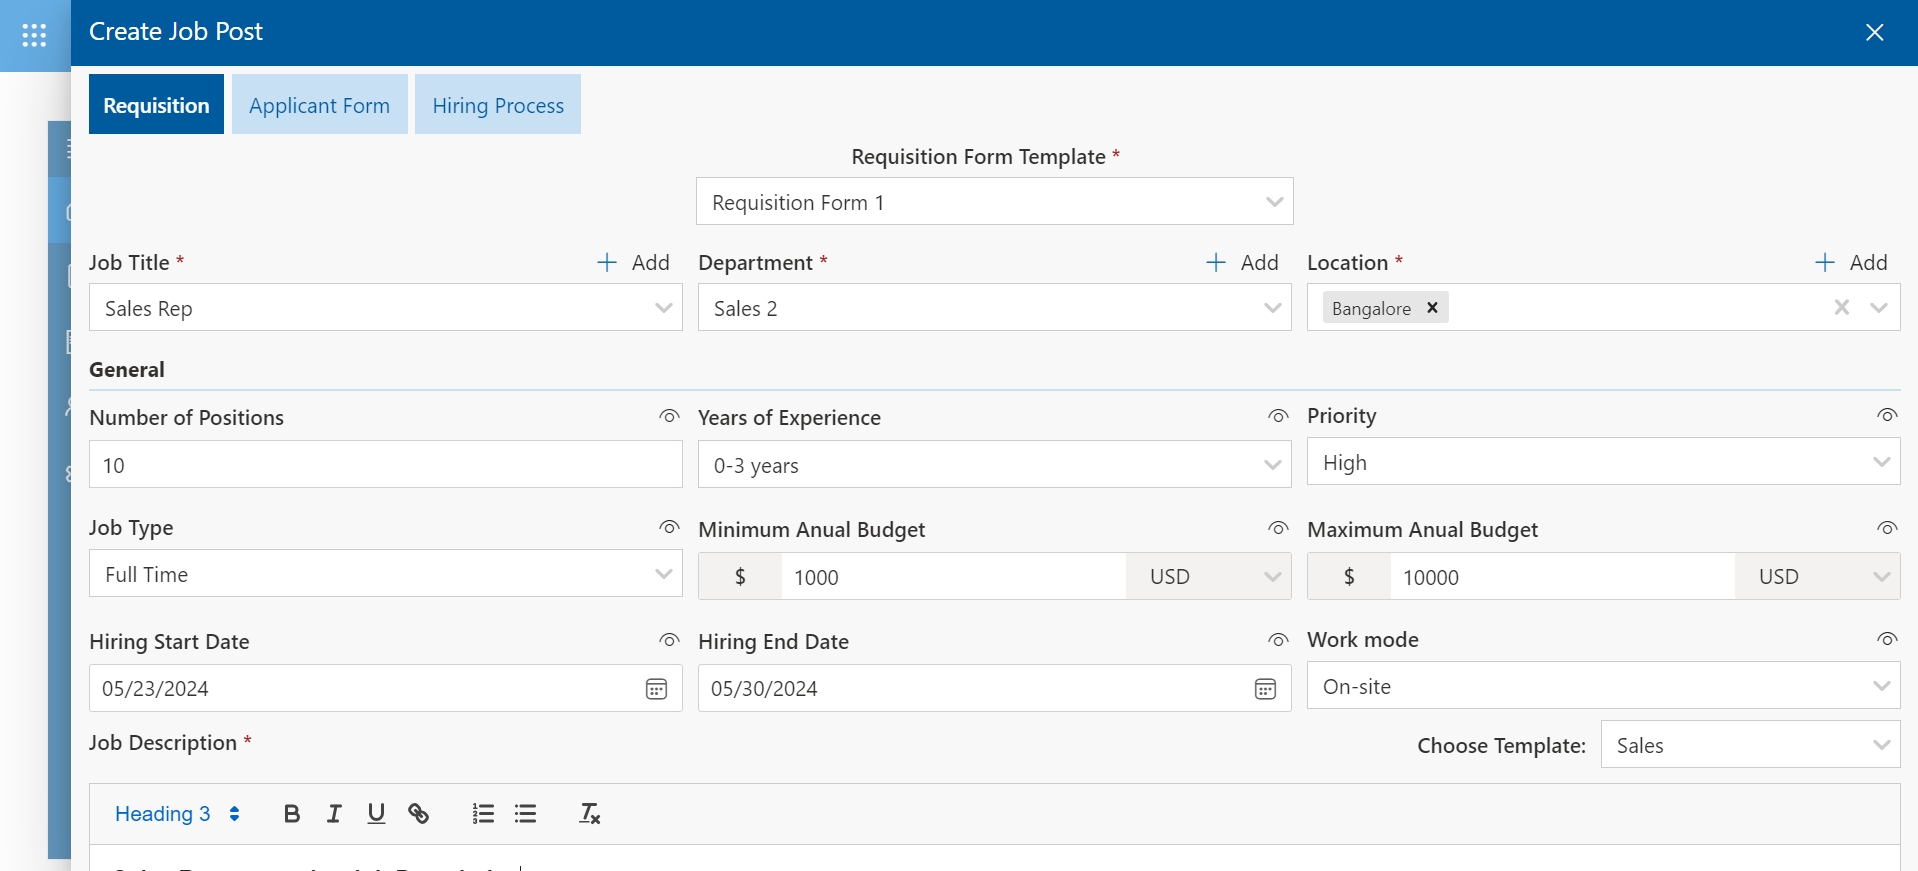 Create Job Post
Requisition Applicant Form Hiring Process
Requisition Form Template *
Requisition Form 1
Job Title * Add Department * Add Location * Add
Sales Rep Sales 2 Bangalore
General
Number of Positions Years of Experience Priority
10 0-3 years High
Job Type Minimum Anual Budget Maximum Anual Budget
Full Time $ 1000 USD $ 10000 USD
Hiring Start Date Hiring End Date Work mode
05/23/2024 05/30/2024 On-site
Job Description * Choose Template: Sales
Heading 3 B I U